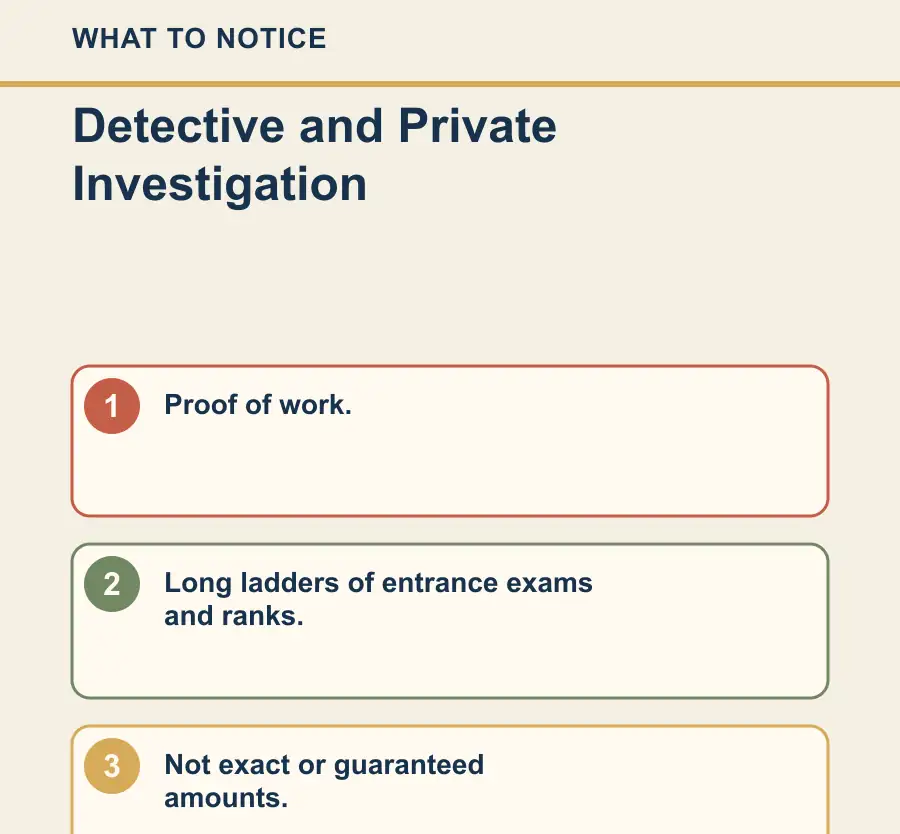 WHAT TO NOTICE
Detective and Private
Investigation
1
Proof of work.
2
Long ladders of entrance exams
and ranks.
3
Not exact or guaranteed
amounts.